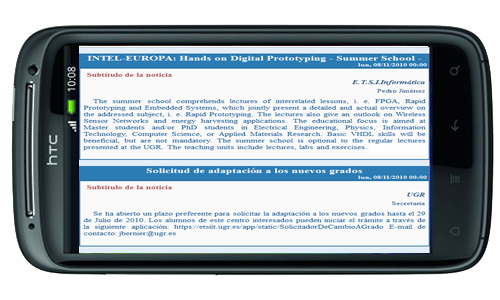 10:08
hTC
INTEL-EUROPA: Hands on Digital Prototyping - Summer School -
lun, 08/11/2010 00:00
Subtítulo de la noticia
E.T.S.I.Informática
Pedro Jiménez
The summer school comprehends lectures of interrelated lessons, i. e. FPGA, Rapid
Prototyping and Embedded Systems, which jointly present a detailed and actual overview on
the addressed subject, i. e. Rapid Prototyping. The lectures also give an outlook on Wireless
Sensor Networks and energy harvesting applications. The educational focus is aimed at
Master students and/or PhD students in Electrical Engineering, Physics, Information
Technology, Computer Science, or Applied Materials Research. Basic VHDL skills will be
beneficial, but are not mandatory. The summer school is optional to the regular lectures
presented at the UGR. The teaching units include lectures, labs and exercises.
Solicitud de adaptación a los nuevos grados
lun, 08/11/2010 00:00
Subtítulo de la noticia
UGR
Secretaria
Se ha abierto un plazo preferente para solicitar la adaptación a los nuevos grados hasta el 29
de Julio de 2010. Los alumnos de este centro interesados pueden iniciar el trámite a través de
la siguiente aplicación: https://etsiit.ugr.es/app/static/SolicitadorDeCambioAGrado E-mail de
contacto: jbernier@ugr.es